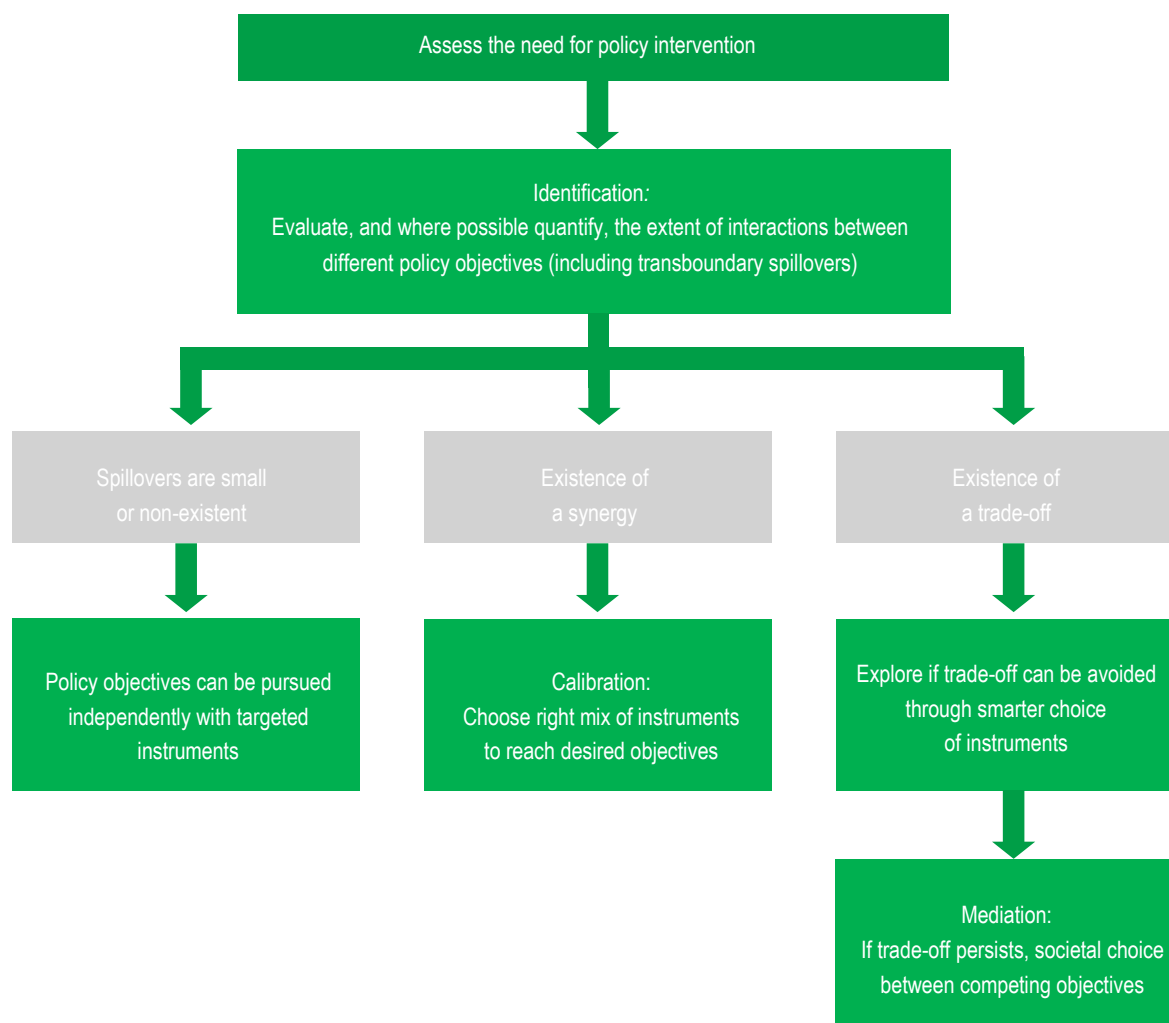 Assess the need for policy intervention
Identification:
Evaluate, and where possible quantify, the extent of interactions between
different policy objectives (including transboundary spillovers)
Spillovers are small
or non-existent
Existence of
a synergy
Existence of
a trade-off
Policy objectives can be pursued
independently with targeted
instruments
Calibration:
Choose right mix of instruments
to reach desired objectives
Explore if trade-off can be avoided
through smarter choice
of instruments
Mediation:
If trade-off persists, societal choice
between competing objectives